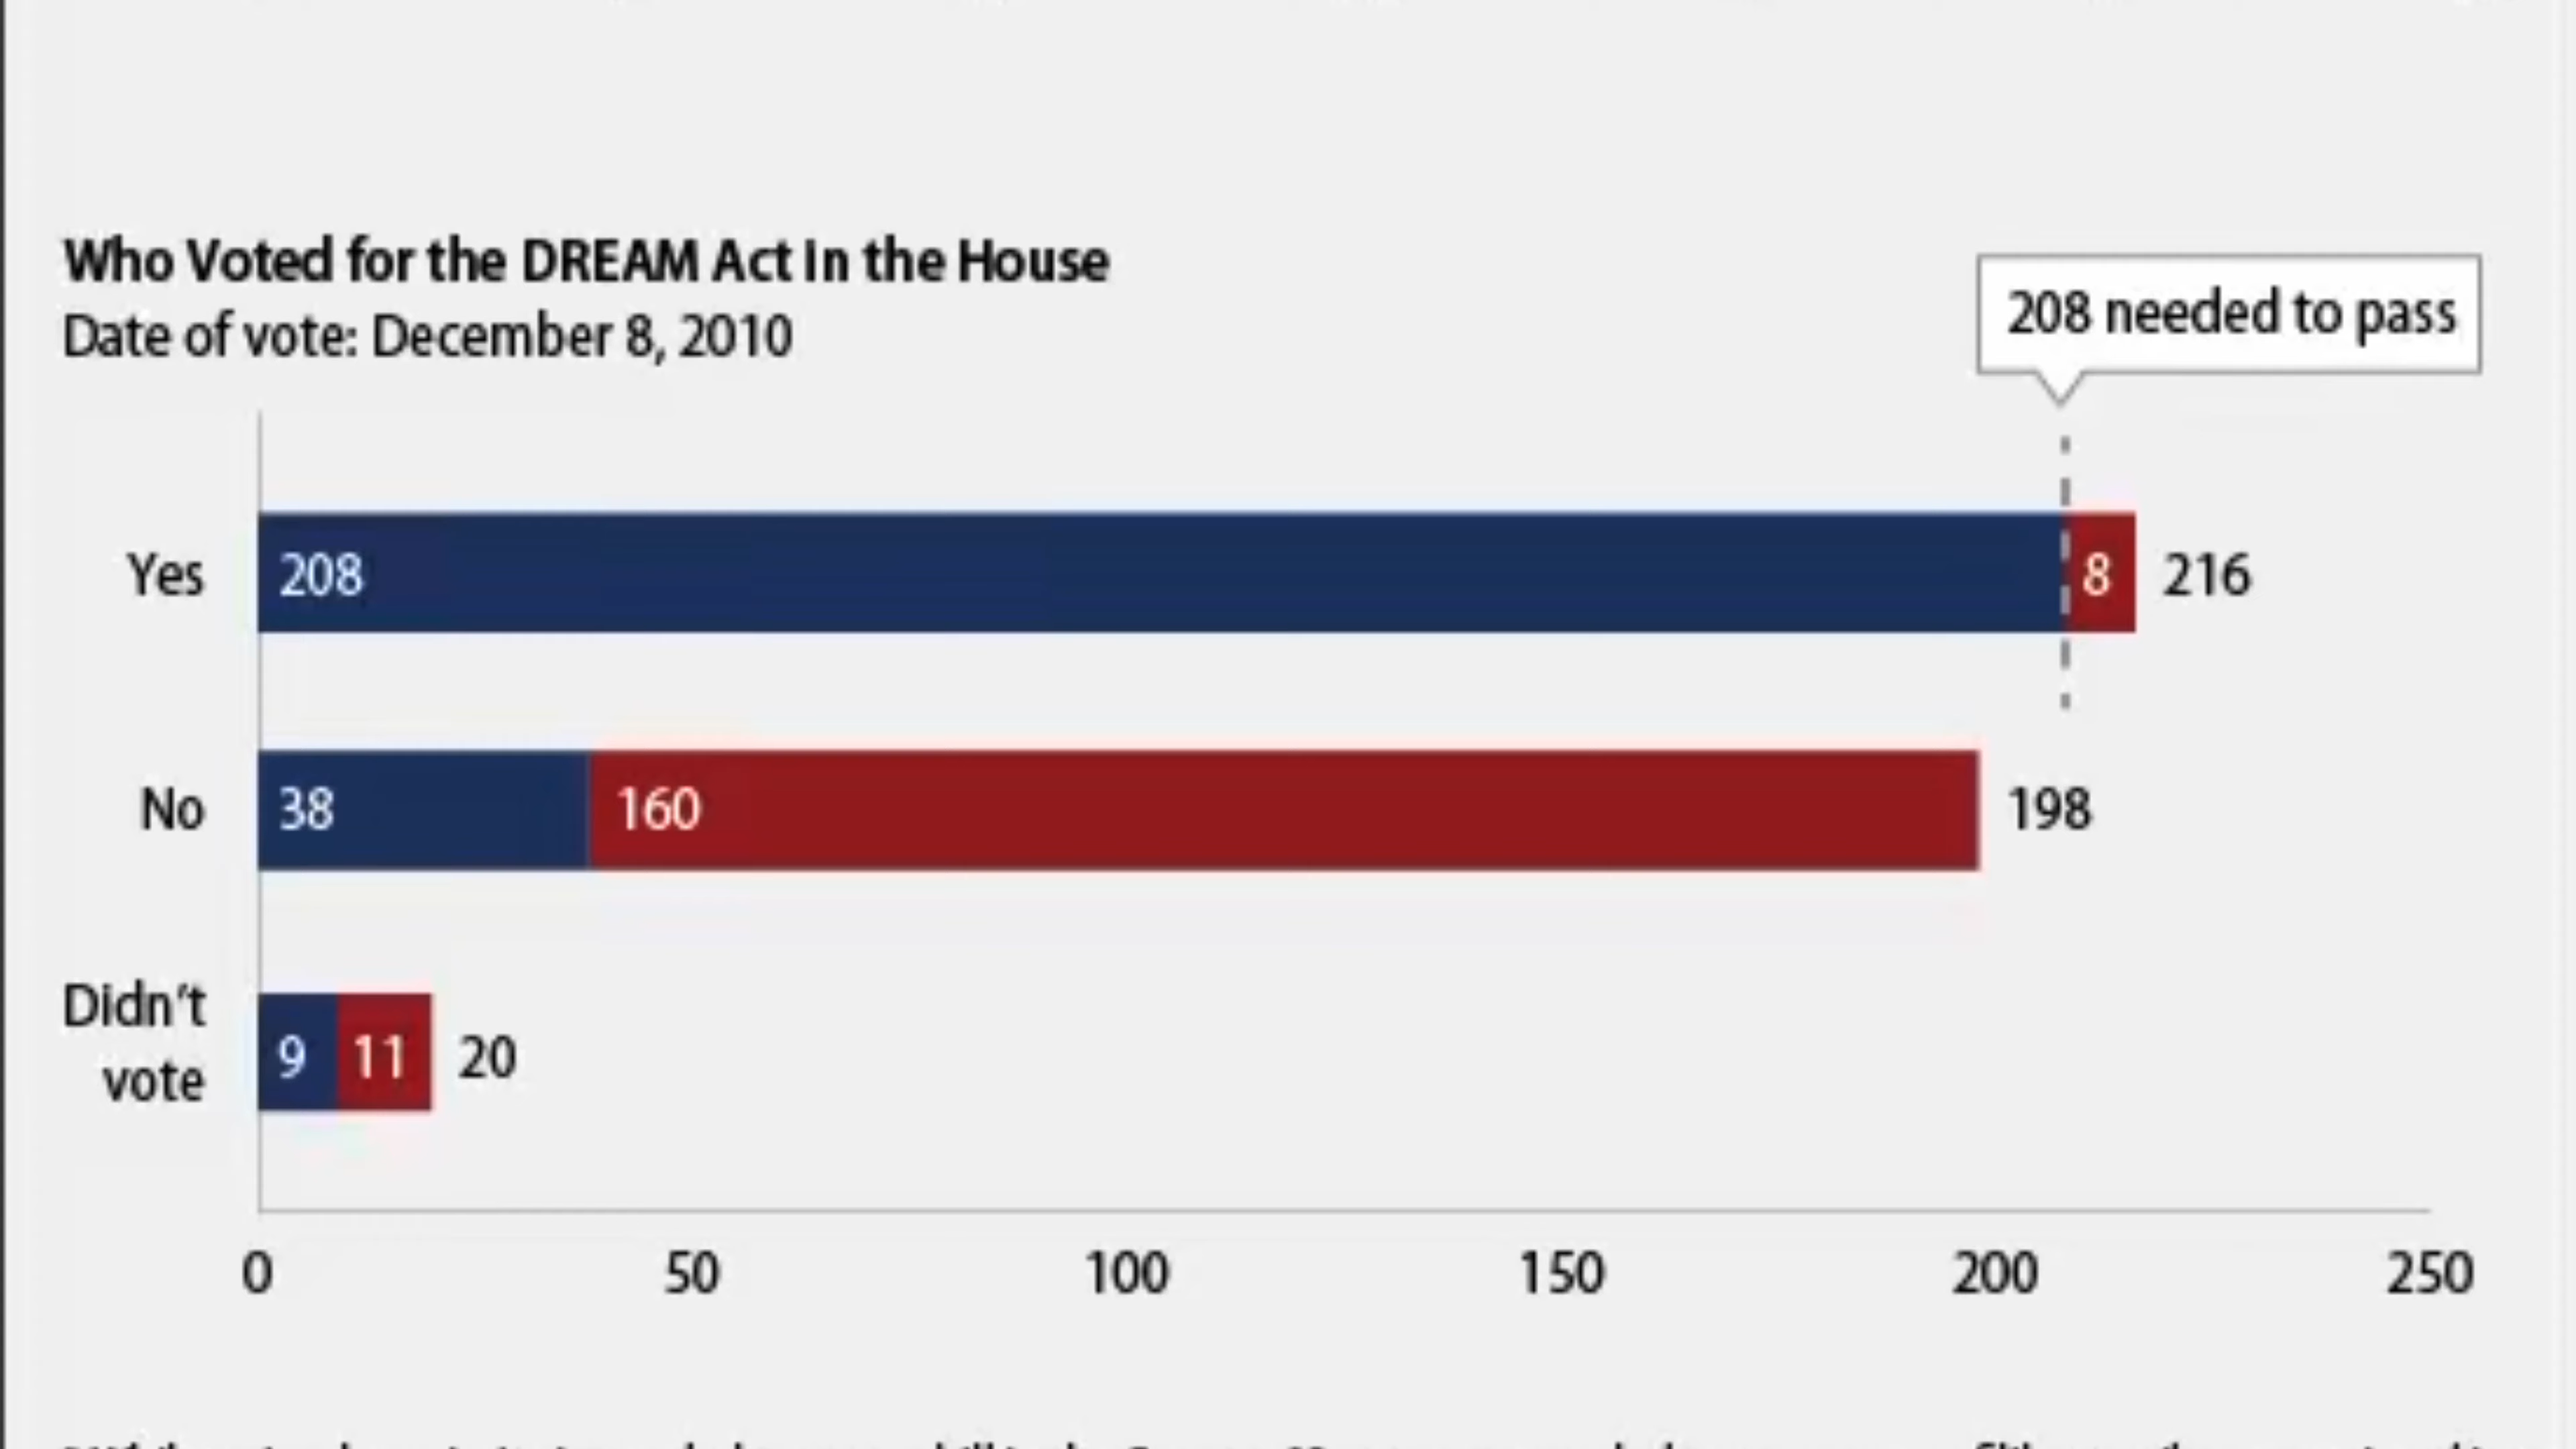 Who Voted for the DREAM Act in the House
Date of vote: December 8, 2010
208 needed to pass
Yes
208
8
216
No
38
160
198
Didn't
vote
9
11
20
0
50
100
150
200
250